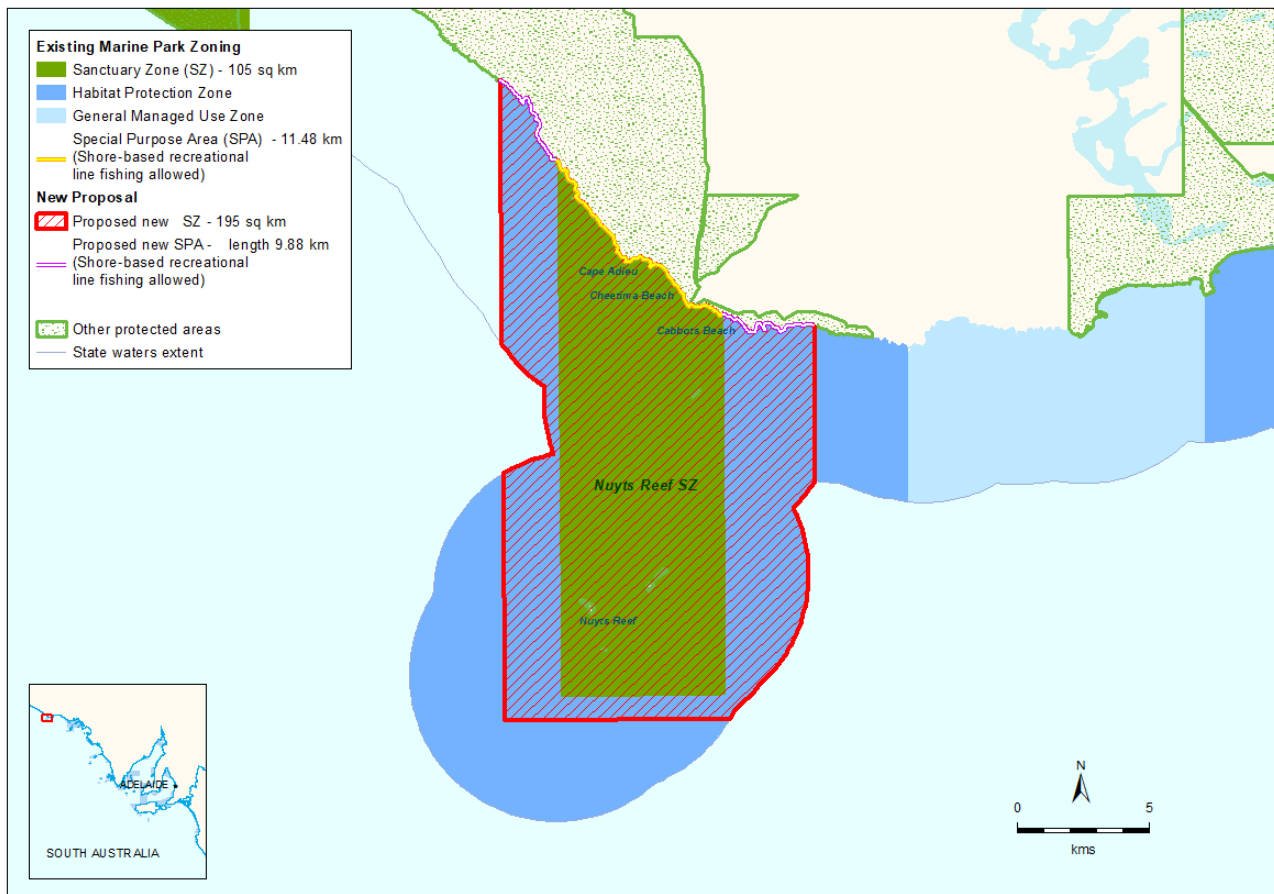 Existing Marine Park Zoning
Sanctuary Zone (SZ) - 105 sq km
Habitat Protection Zone
General Managed Use Zone
Special Purpose Area (SPA) - 11.48 km
(Shore-based recreational
line fishing allowed)
New Proposal
Proposed new SZ - 195 sq km
Proposed new SPA - length 9.88 km
(Shore-based recreational
line fishing allowed)
Other protected areas
State waters extent
Cape Adieu
Cheetima Beach
Cabbots Beach
Nuyts Reef SZ
Nuyts Reef
ADELAIDE
SOUTH AUSTRALIA
N
0 5
kms